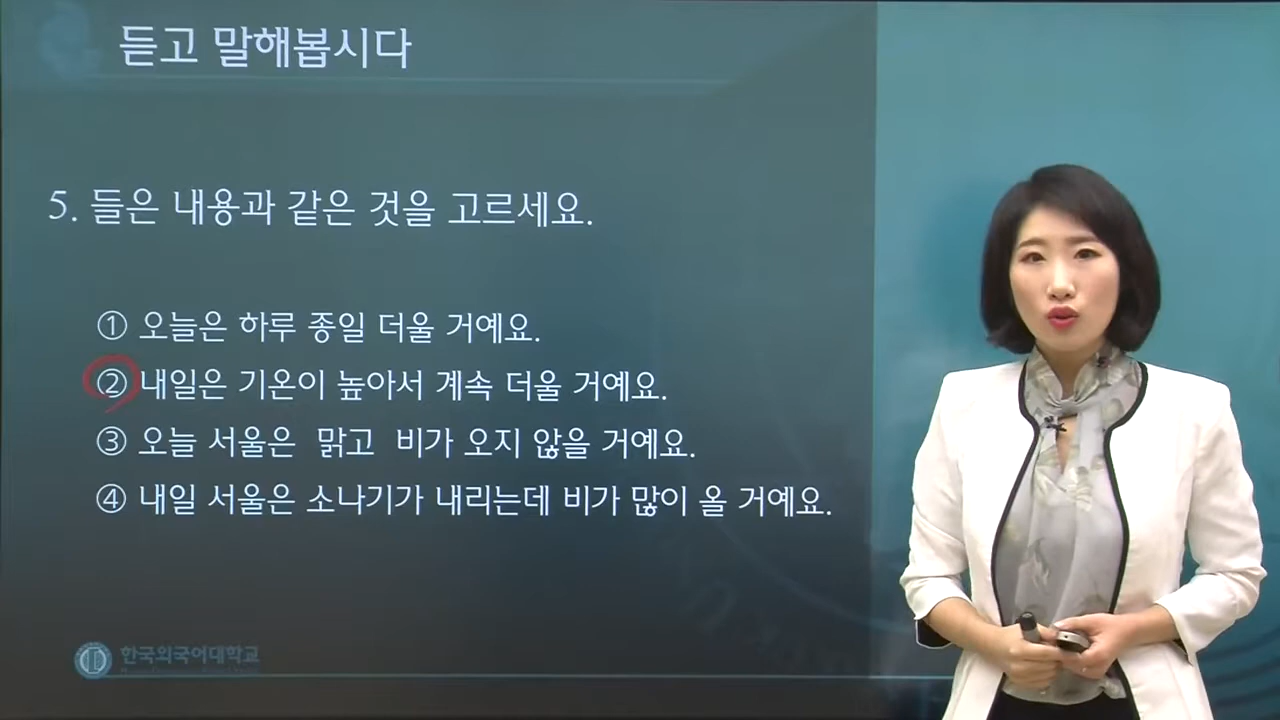 듣고 말해봅시다
5. 들은 내용과 같은 것을 고르세요.
① 오늘은 하루 종일 더울 거예요.
② 내일은 기온이 높아서 계속 더울 거예요.
③ 오늘 서울은 맑고 비가 오지 않을 거예요.
④ 내일 서울은 소나기가 내리는데 비가 많이 올 거예요.
한국외국어대학교